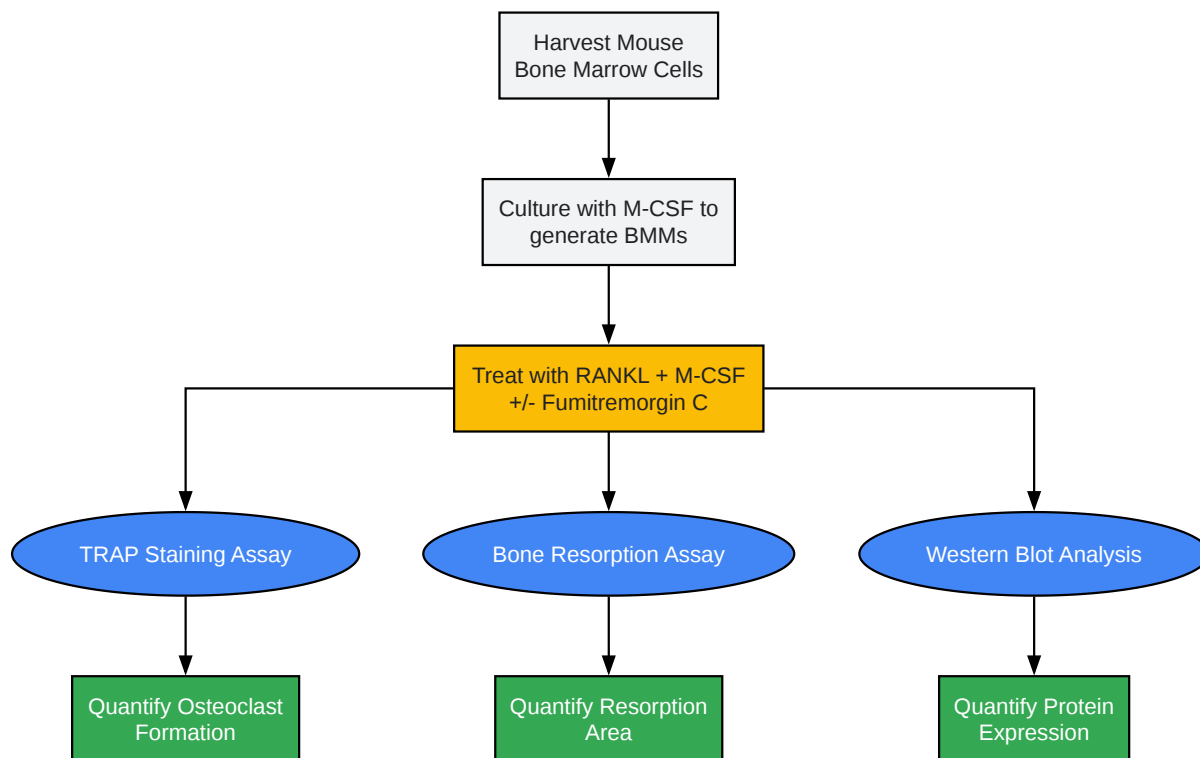 Harvest Mouse
Bone Marrow Cells
Culture with M-CSF to
generate BMMs
Treat with RANKL + M-CSF
+/- Fumitremorgin C
TRAP Staining Assay
Bone Resorption Assay
Western Blot Analysis
Quantify Osteoclast
Formation
Quantify Resorption
Area
Quantify Protein
Expression